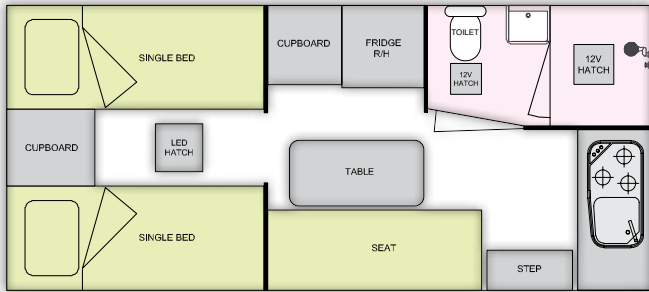 SINGLE BED
CUPBOARD
FRIDGE
R/H
TOILET
12V
HATCH
12V
HATCH
CUPBOARD
LED
HATCH
TABLE
SINGLE BED
SEAT
STEP